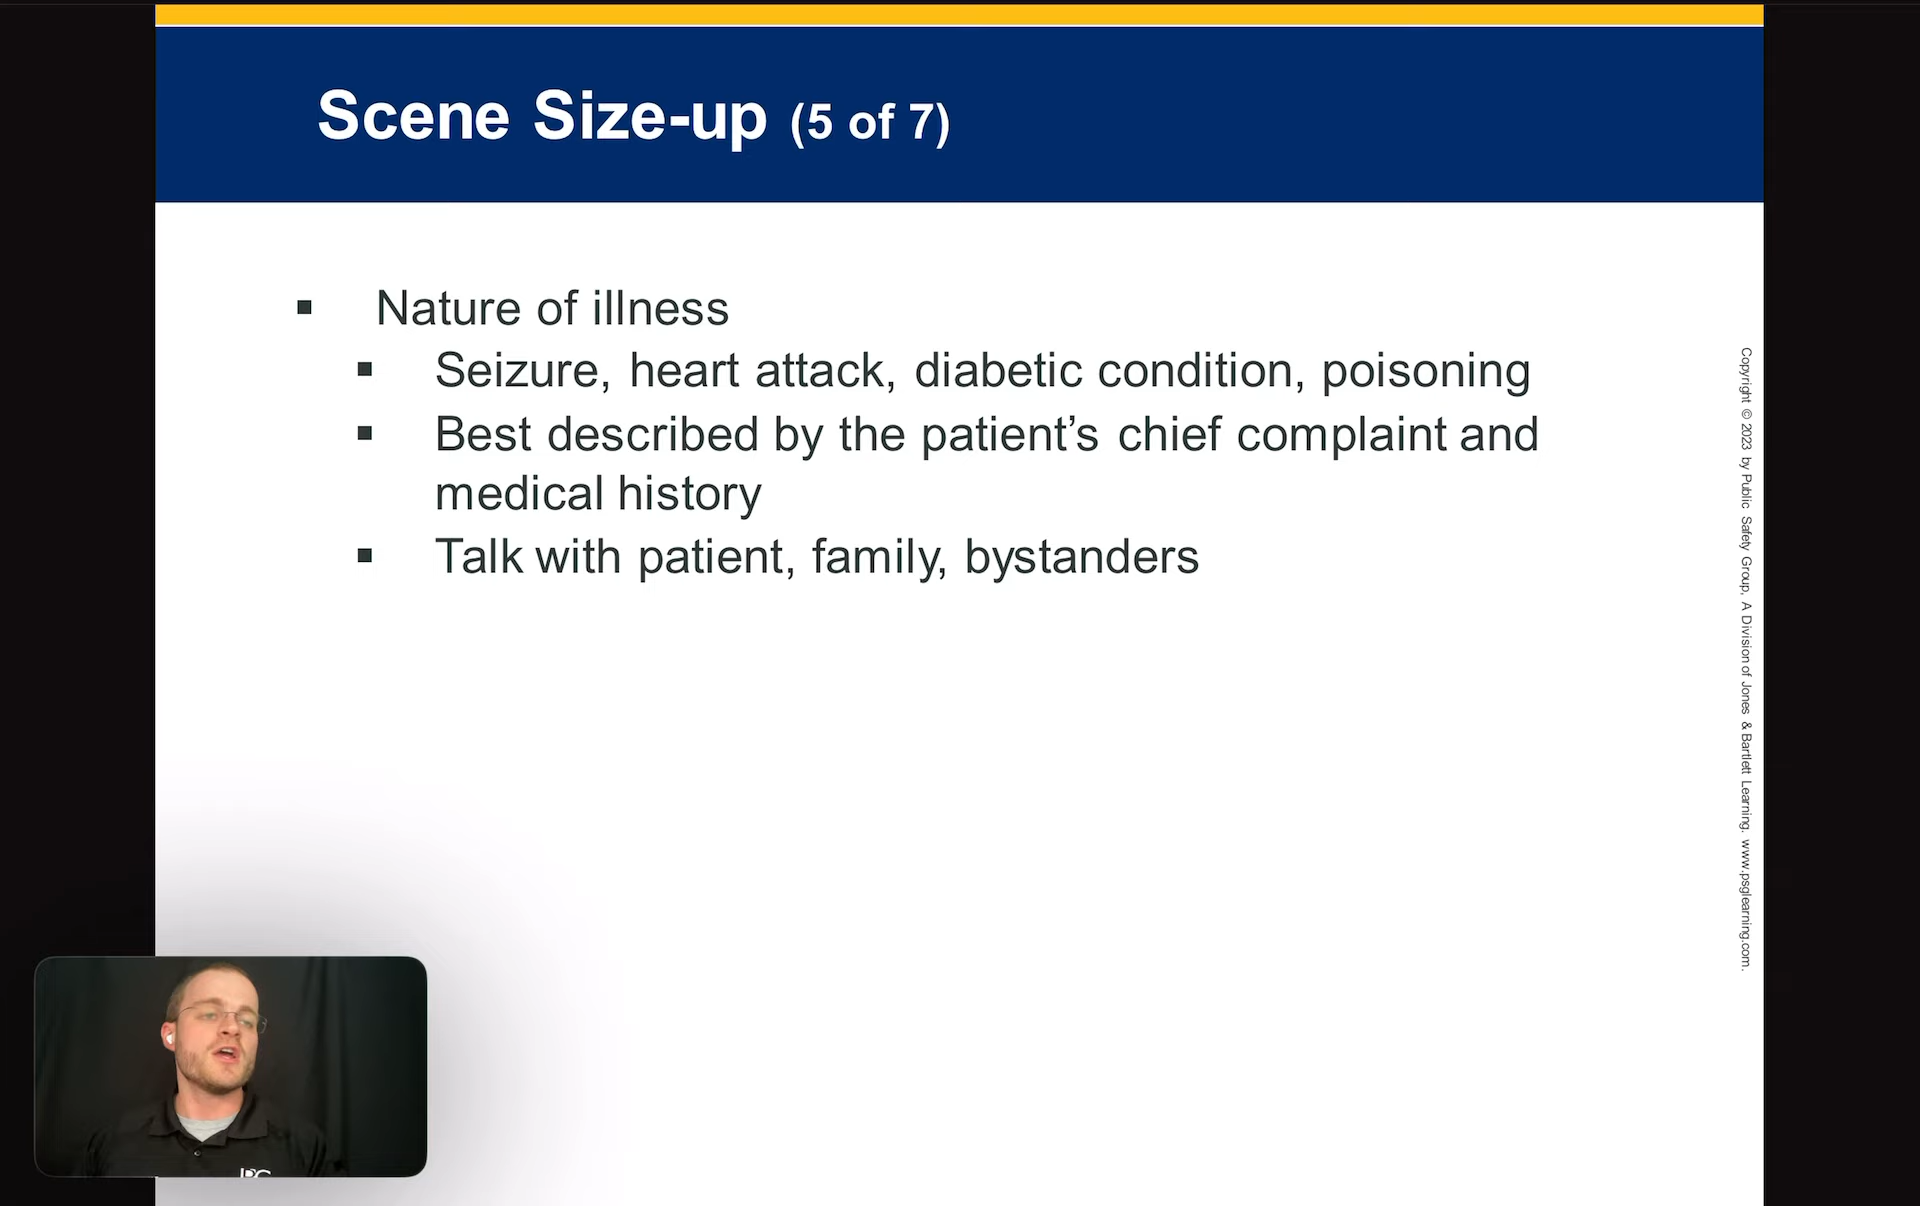 Scene Size-up (5 of 7)
▪ Nature of illness
▪ Seizure, heart attack, diabetic condition, poisoning
▪ Best described by the patient’s chief complaint and
medical history
▪ Talk with patient, family, bystanders
Copyright © 2023 by Public Safety Group, A Division of Jones & Bartlett Learning. www.psglearning.com.